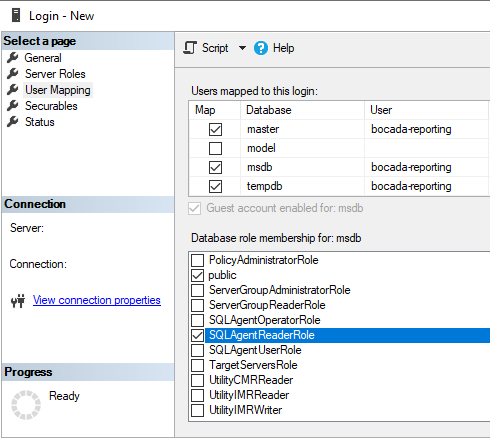 Login - New
Select a page
General
Server Roles
User Mapping
Securables
Status
Connection
Server:
Connection:
View connection properties
Progress
Ready
Script Help
Users mapped to this login:
Map Database User
master bocada-reporting
model
msdb bocada-reporting
tempdb bocada-reporting
Guest account enabled for: msdb
Database role membership for: msdb
PolicyAdministratorRole
public
ServerGroupAdministratorRole
ServerGroupReaderRole
SQLAgentOperatorRole
SQLAgentReaderRole
SQLAgentUserRole
TargetServersRole
UtilityCMRReader
UtilityIMRReader
UtilityIMRWriter